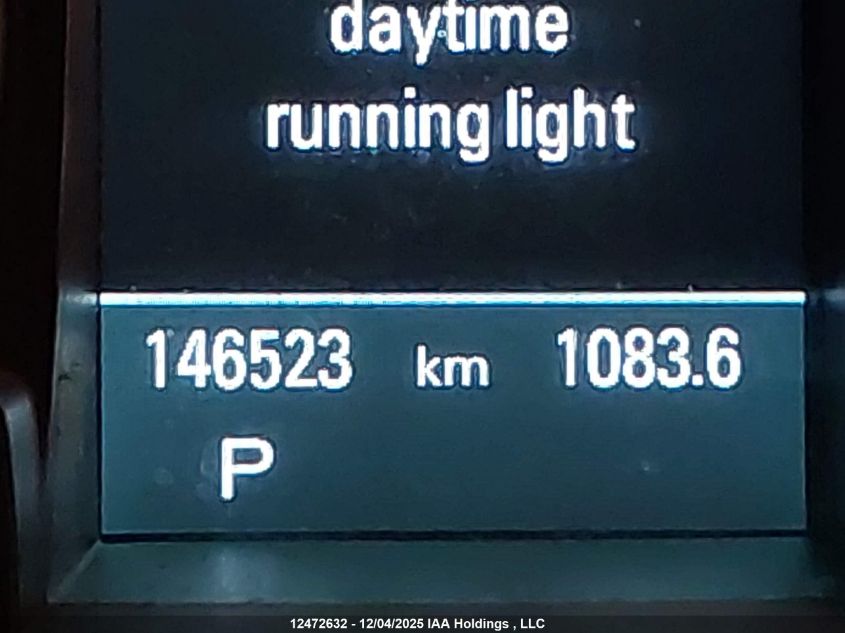 daytime
running light
146523 km 1083.6
P
12472632 - 12/04/2025 IAA Holdings , LLC